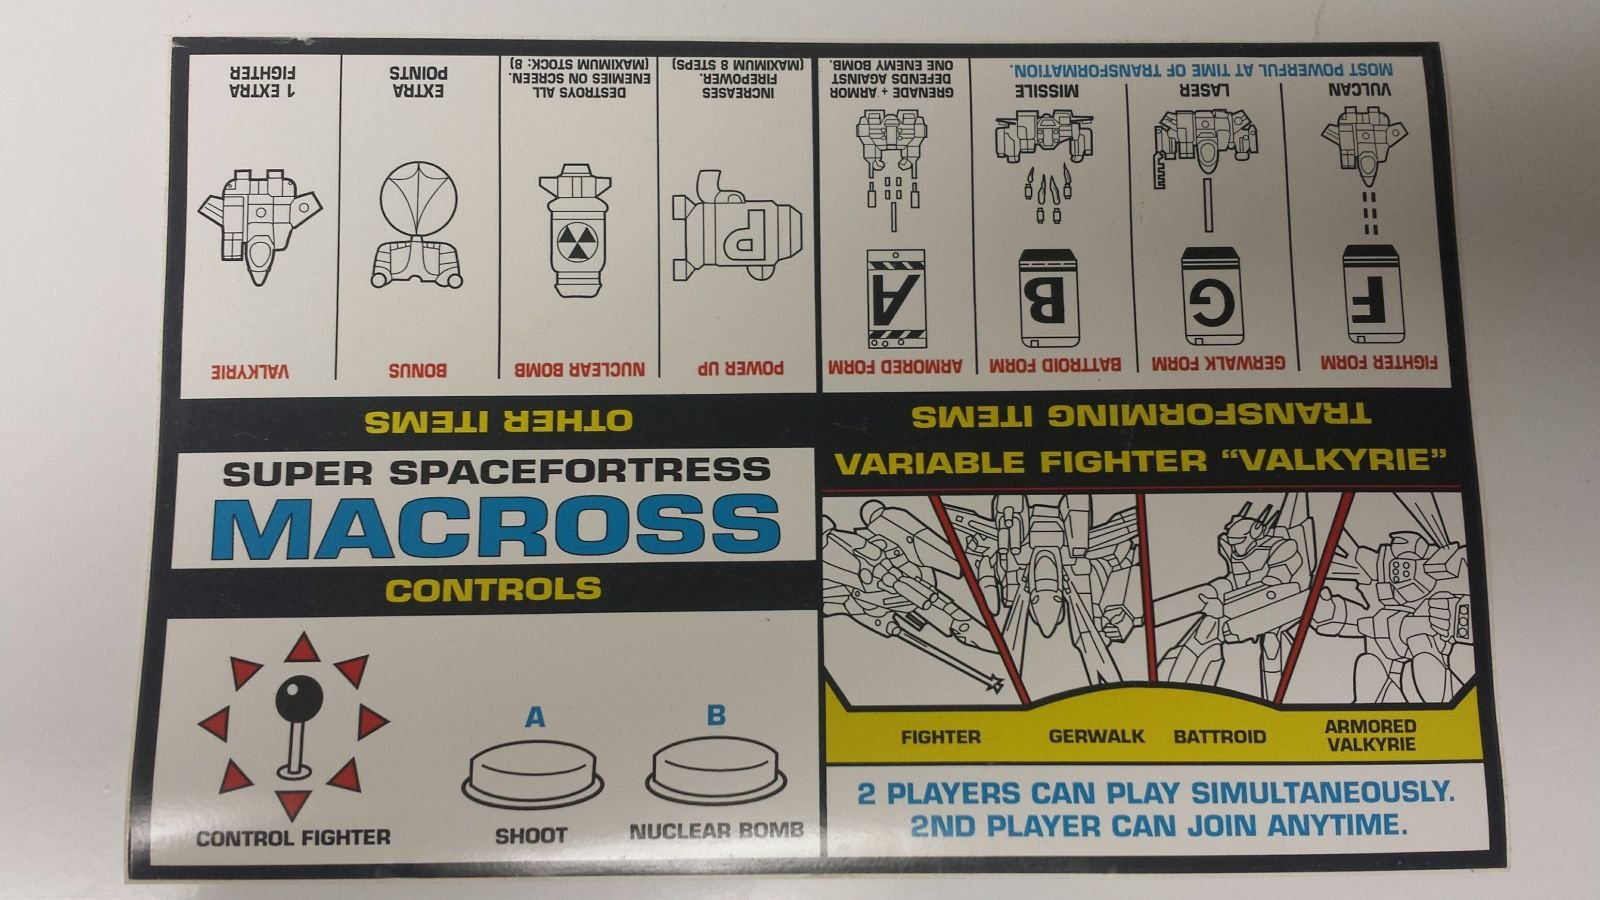 SUPER SPACEFORTRESS
MACROSS
CONTROLS
CONTROL FIGHTER
A
SHOOT
B
NUCLEAR BOMB
VARIABLE FIGHTER “VALKYRIE”
FIGHTER
GERWALK
BATTROID
ARMORED
VALKYRIE
2 PLAYERS CAN PLAY SIMULTANEOUSLY.
2ND PLAYER CAN JOIN ANYTIME.
TRANSFORMING ITEMS
FIGHTER FORM
F
VULCAN
GERWALK FORM
G
LASER
BATTROID FORM
B
MISSILE
MOST POWERFUL AT TIME OF TRANSFORMATION.
ARMORED FORM
A
GRENADE + ARMOR
DEFENDS AGAINST
ONE ENEMY BOMB.
OTHER ITEMS
POWER UP
P
INCREASES
FIREPOWER.
(MAXIMUM 8 STEPS)
NUCLEAR BOMB
DESTROYS ALL
ENEMIES ON SCREEN.
(MAXIMUM STOCK: 8)
BONUS
EXTRA
POINTS
VALKYRIE
1 EXTRA
FIGHTER